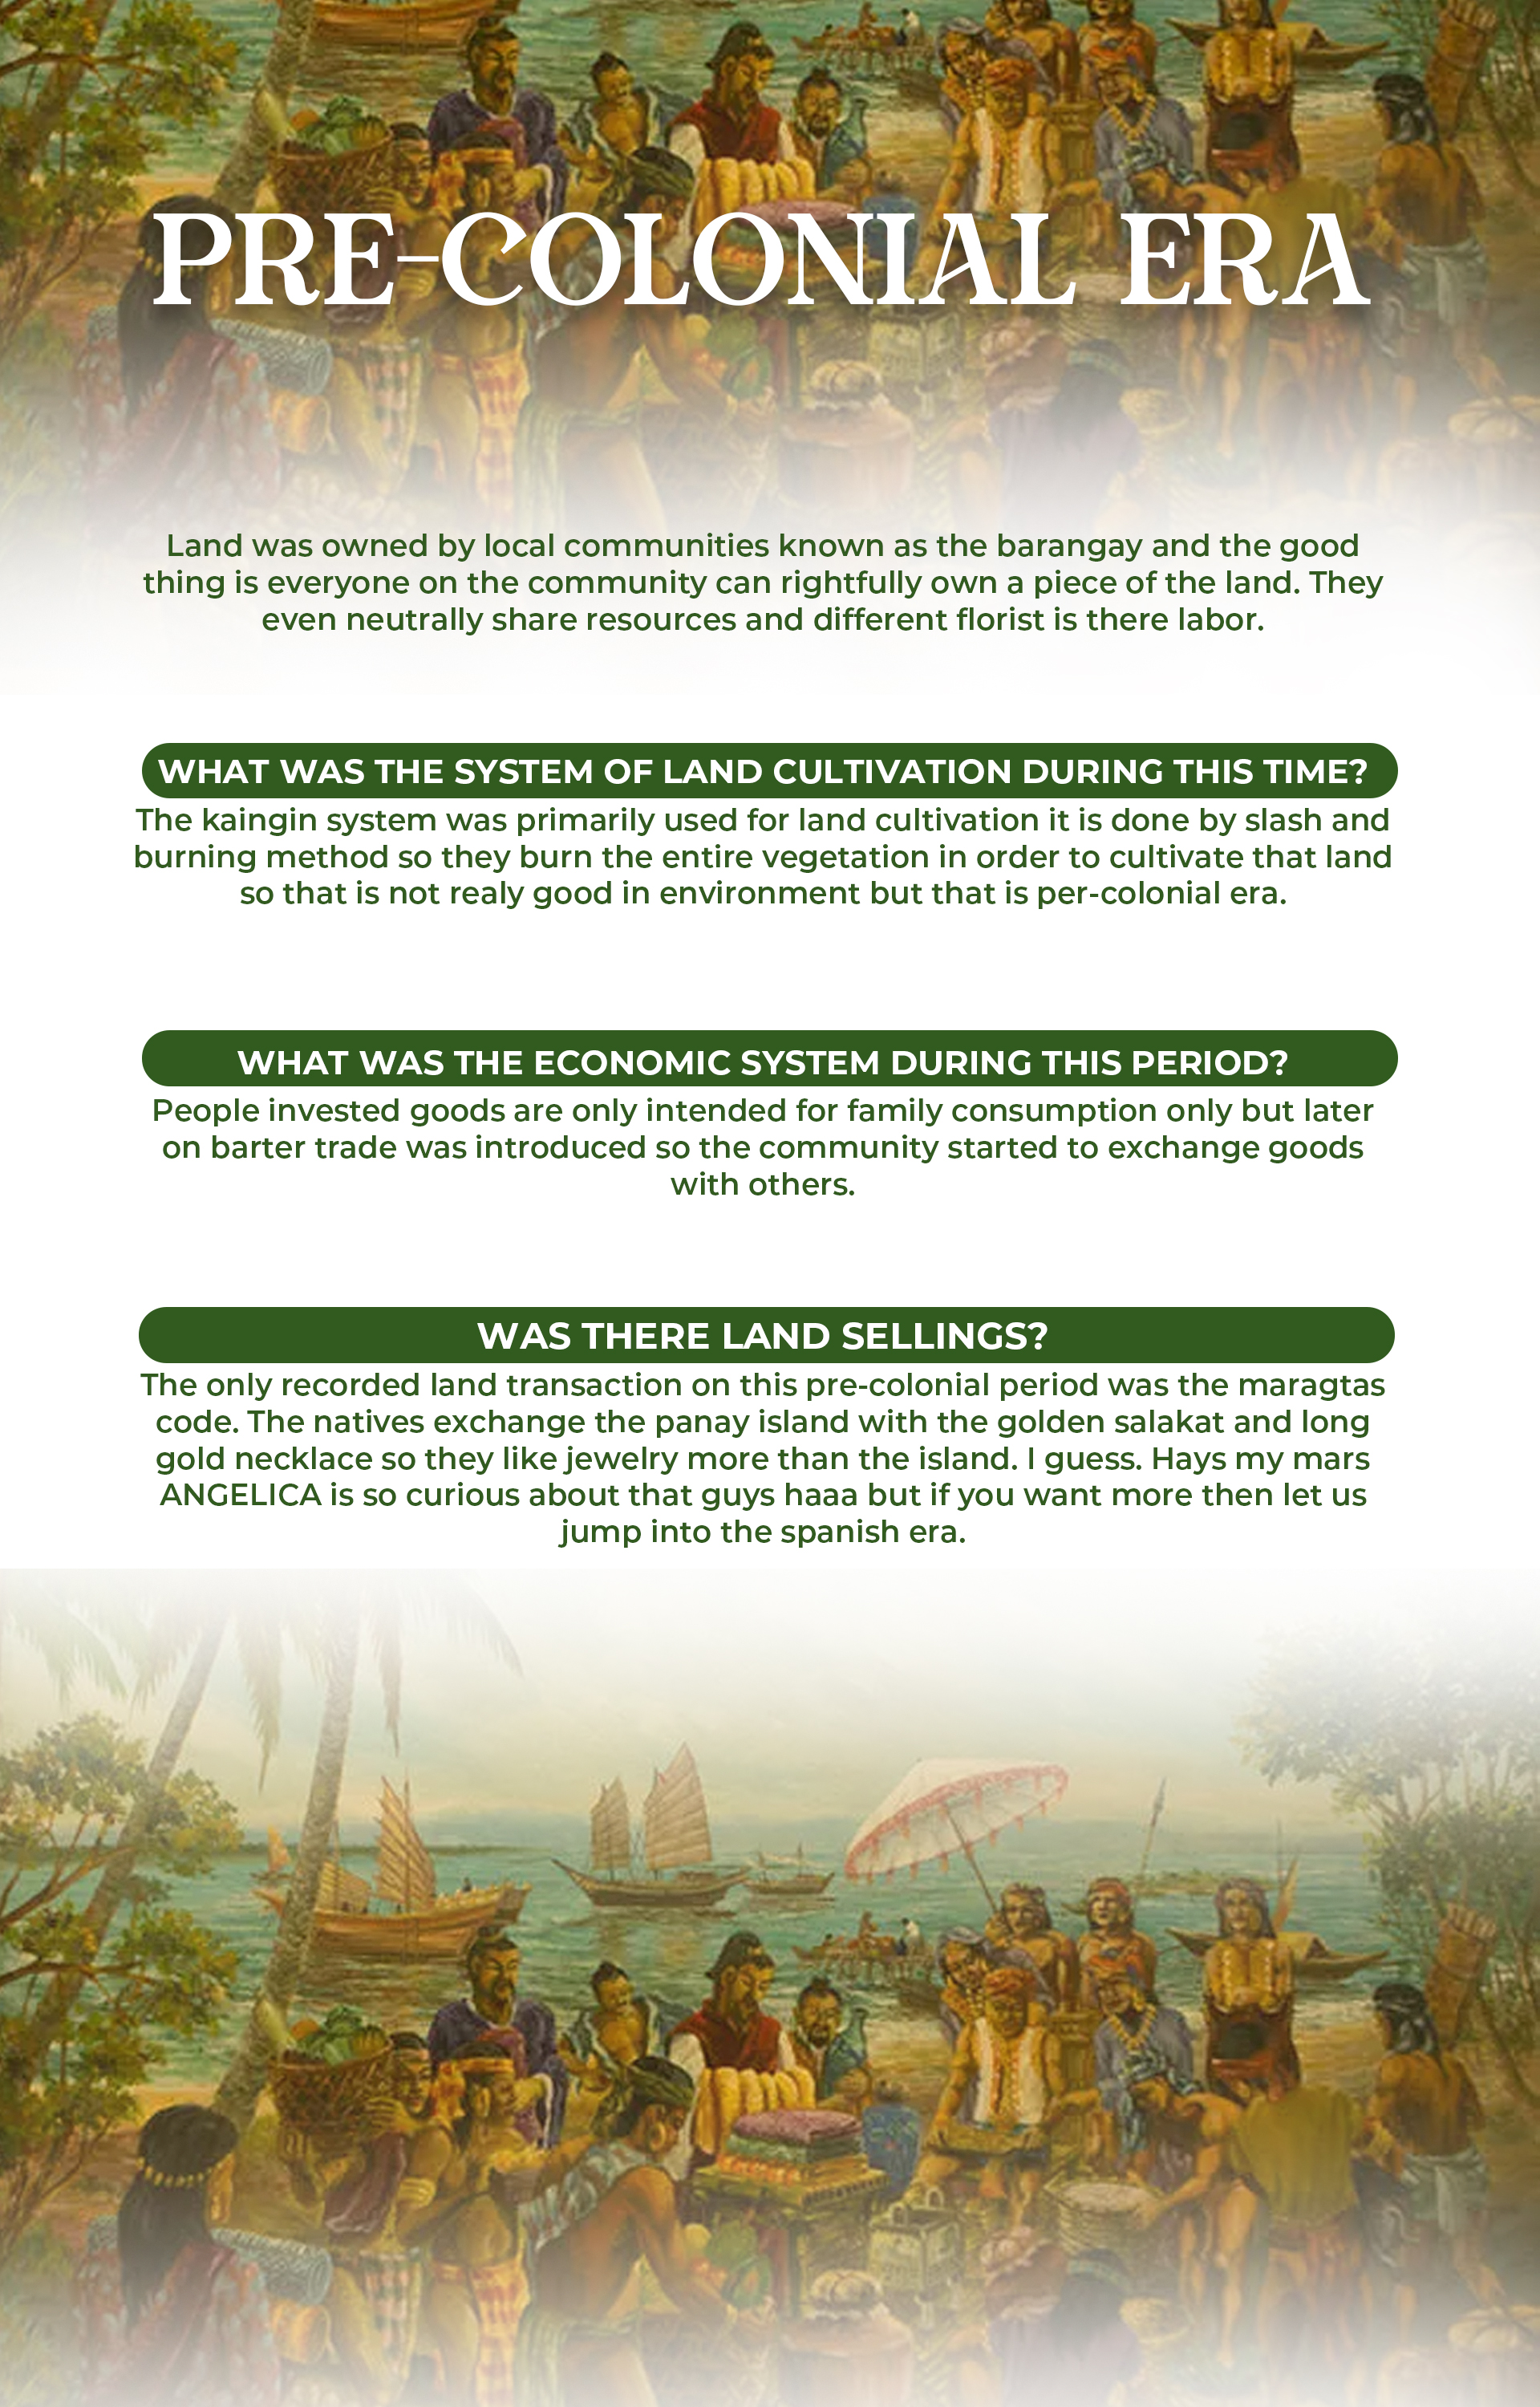 PRE-COLONIAL ERA
Land was owned by local communities known as the barangay and the good
thing is everyone on the community can rightfully own a piece of the land. They
even neutrally share resources and different florist is there labor.
WHAT WAS THE SYSTEM OF LAND CULTIVATION DURING THIS TIME?
The kaingin system was primarily used for land cultivation it is done by slash and
burning method so they burn the entire vegetation in order to cultivate that land
so that is not realy good in environment but that is per-colonial era.
WHAT WAS THE ECONOMIC SYSTEM DURING THIS PERIOD?
People invested goods are only intended for family consumption only but later
on barter trade was introduced so the community started to exchange goods
with others.
WAS THERE LAND SELLINGS?
The only recorded land transaction on this pre-colonial period was the maragtas
code. The natives exchange the panay island with the golden salakat and long
gold necklace so they like jewelry more than the island. I guess. Hays my mars
ANGELICA is so curious about that guys haaa but if you want more then let us
jump into the spanish era.